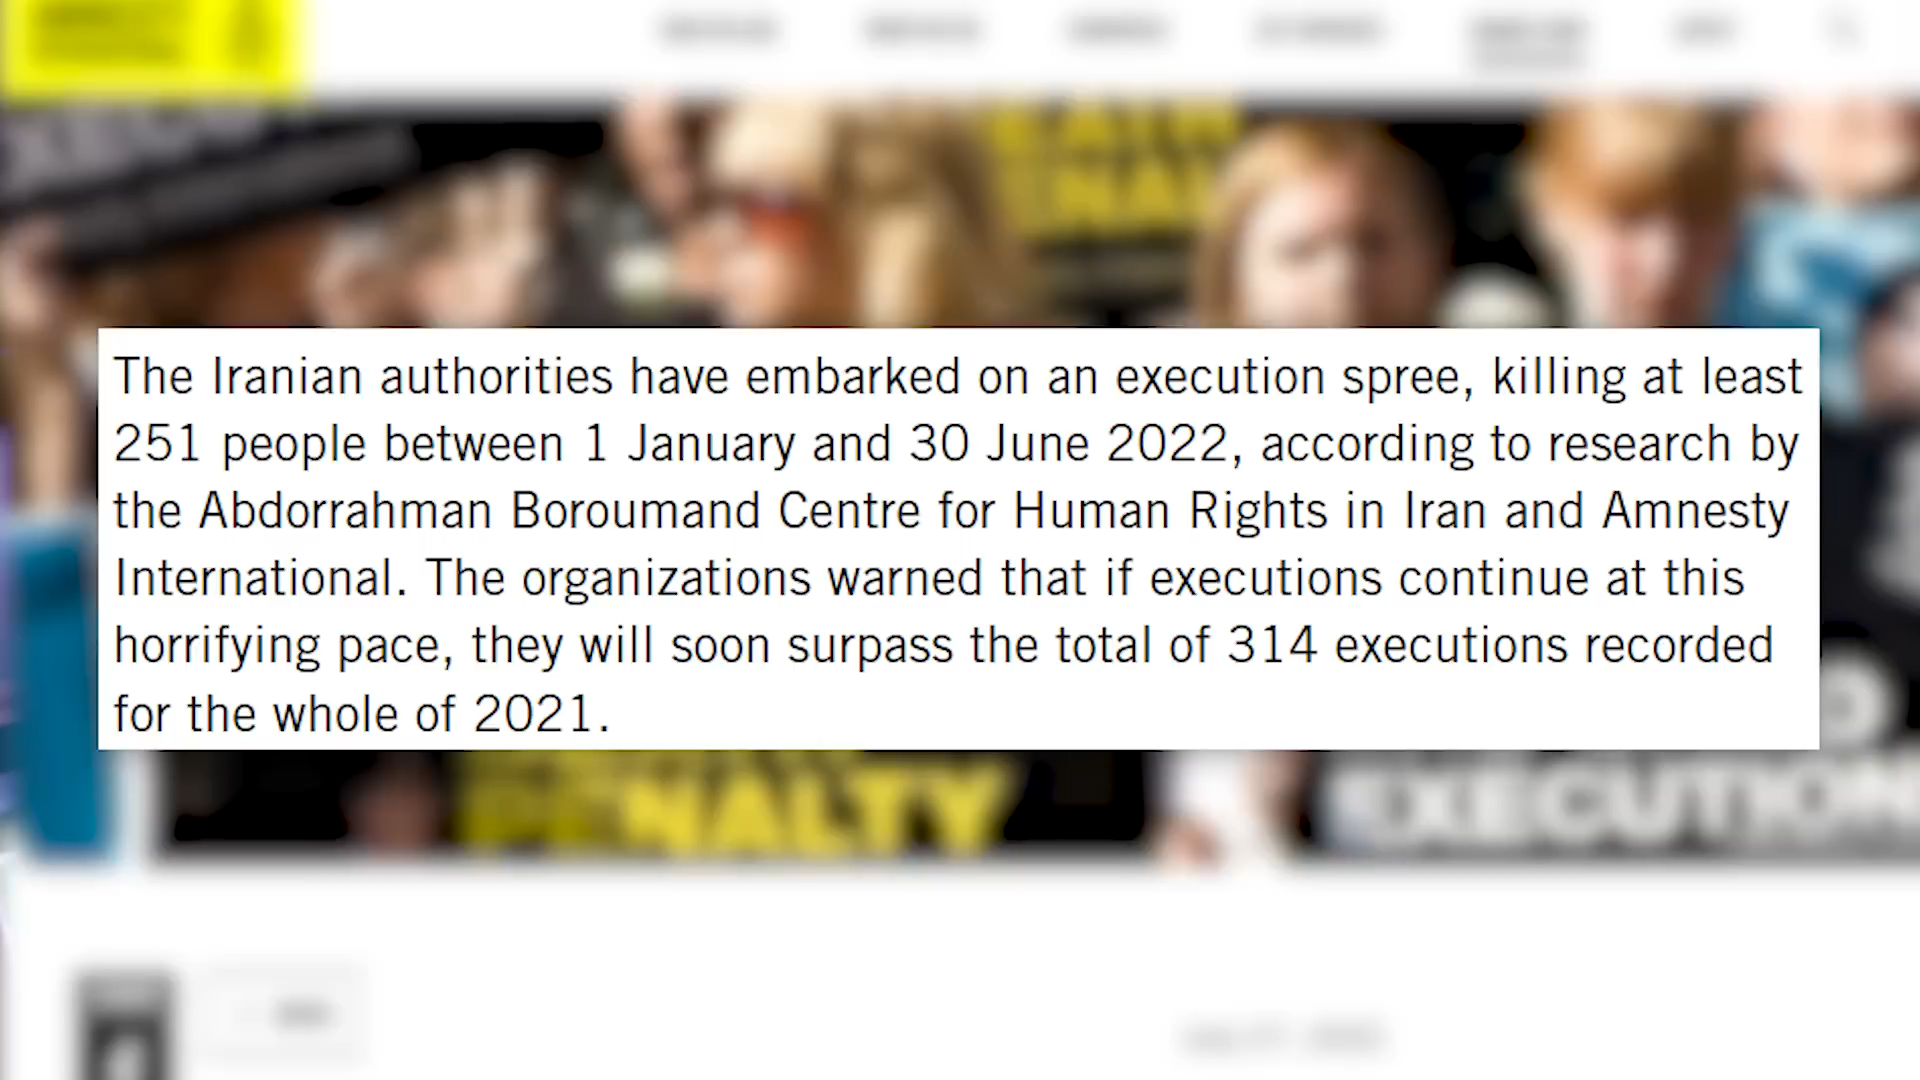 The Iranian authorities have embarked on an execution spree, killing at least
251 people between 1 January and 30 June 2022, according to research by
the Abdorrahman Boroumand Centre for Human Rights in Iran and Amnesty
International. The organizations warned that if executions continue at this
horrifying pace, they will soon surpass the total of 314 executions recorded
for the whole of 2021.
NALTY
EXECUTION